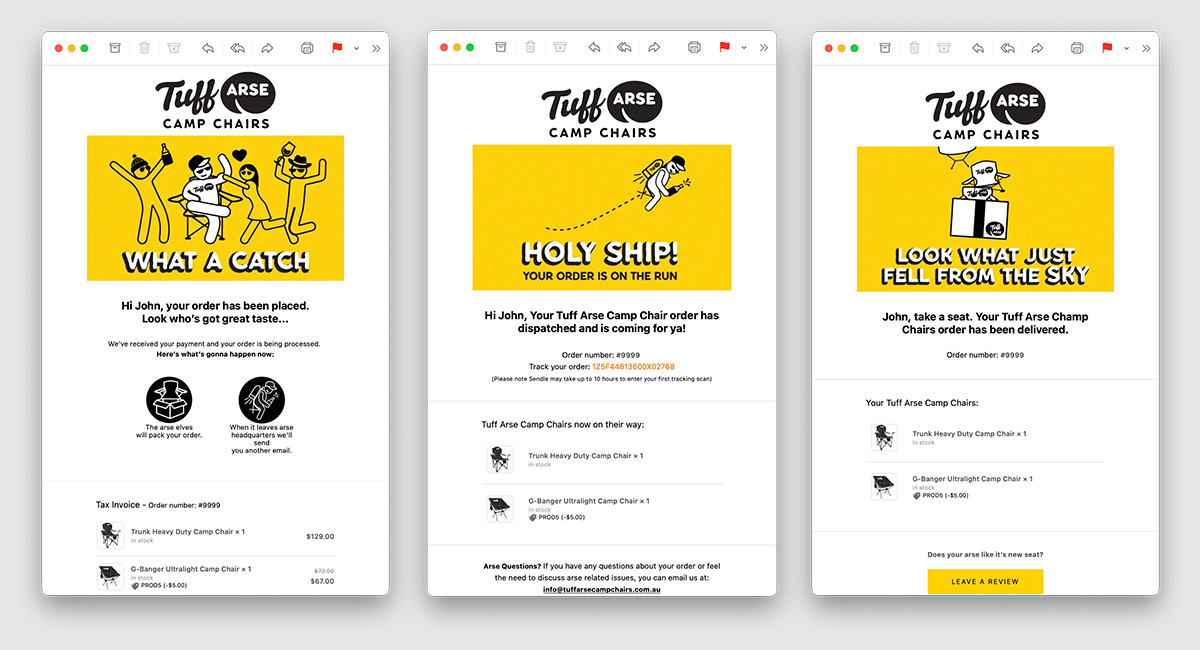 Tuff ARSE
CAMP CHAIRS
Tuff ARSE
WHAT A CATCH
Hi John, your order has been placed.
Look who's got great taste...
We've received your payment and your order is being processed.
Here's what's gonna happen now:
The arse elves
will pack your order.
When it leaves arse
headquarters we'll
send
you another email.
Tax Invoice - Order number: #9999
Trunk Heavy Duty Camp Chair × 1
in stock
$129.00
G-Banger Ultralight Camp Chair × 1
in stock
PROD5 (-$5.00)
$72.00
$67.00
Tuff ARSE
CAMP CHAIRS
HOLY SHIP!
YOUR ORDER IS ON THE RUN
Hi John, Your Tuff Arse Camp Chair order has
dispatched and is coming for ya!
Order number: #9999
Track your order: 1Z5F44813600X02768
(Please note Sendle may take up to 10 hours to enter your first tracking scan)
Tuff Arse Camp Chairs now on their way:
Trunk Heavy Duty Camp Chair × 1
in stock
G-Banger Ultralight Camp Chair × 1
in stock
PROD5 (-$5.00)
Arse Questions? If you have any questions about your order or feel
the need to discuss arse related issues, you can email us at:
info@tuffarsecampchairs.com.au
Tuff ARSE
CAMP CHAIRS
LOOK WHAT JUST
FELL FROM THE SKY
John, take a seat. Your Tuff Arse Champ
Chairs order has been delivered.
Order number: #9999
Your Tuff Arse Camp Chairs:
Trunk Heavy Duty Camp Chair × 1
in stock
G-Banger Ultralight Camp Chair × 1
in stock
PROD5 (-$5.00)
Does your arse like it's new seat?
LEAVE A REVIEW